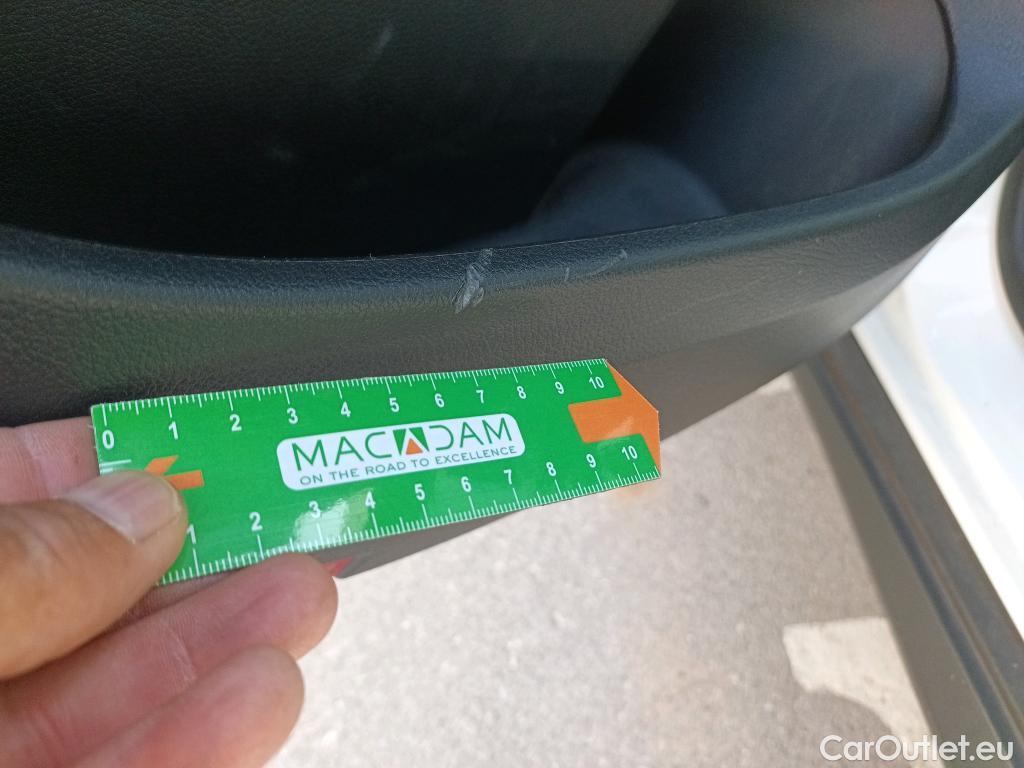 0 1 2 3 4 5 6 7 8 9 10
MACADAM
ON THE ROAD TO EXCELLENCE
1 2 3 4 5 6 7 8 9 10
CarOutlet.eu